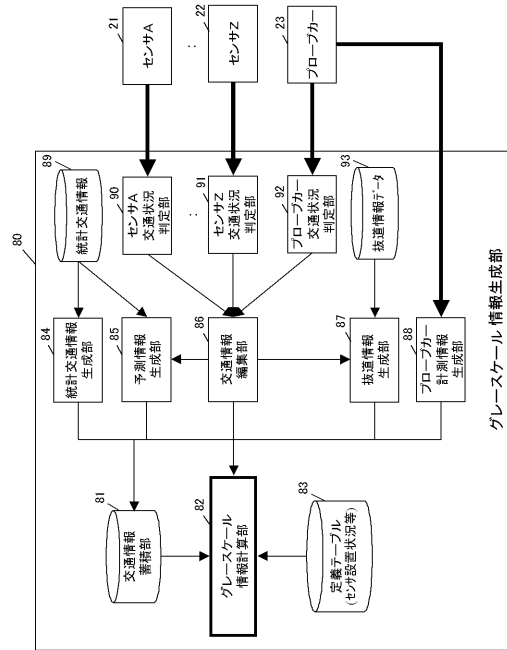 80
89
統計交通情報
21
センサA
:
22
センサZ
23
プローブカー
90
センサA
交通状況
判定部
:
91
センサZ
交通状況
判定部
92
プローブカー
交通状況
判定部
93
抜道情報データ
84
統計交通情報
生成部
85
予測情報
生成部
86
交通情報
編集部
87
抜道情報
生成部
88
プローブカー
計測情報
生成部
81
交通情報
蓄積部
82
グレースケール
情報計算部
83
定義テーブル
(センサ設置状況等)
グレースケール情報生成部